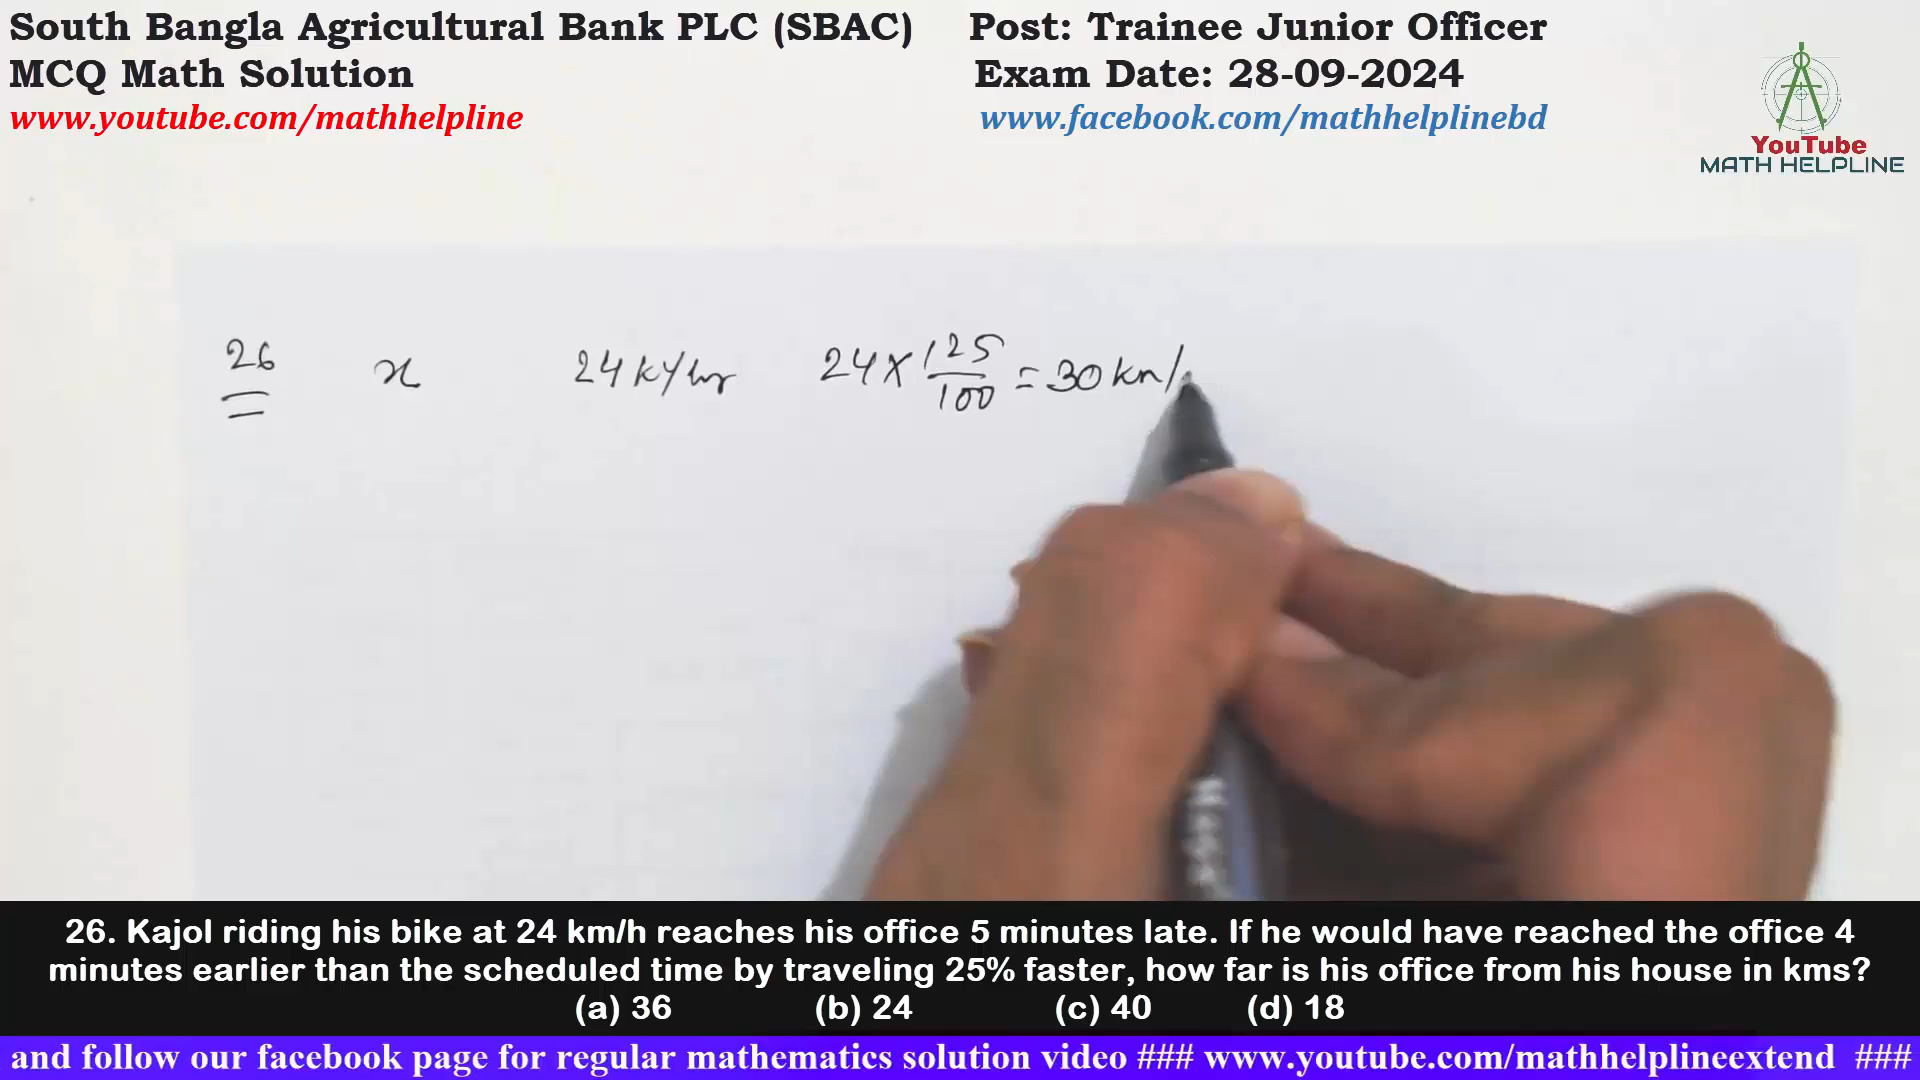 South Bangla Agricultural Bank PLC (SBAC) Post: Trainee Junior Officer
MCQ Math Solution Exam Date: 28-09-2024
www.youtube.com/mathhelpline www.facebook.com/mathhelplinebd
YouTube
MATH HELPLINE
26 x 24 km/hr 24 × 125/100 = 30 km/
26. Kajol riding his bike at 24 km/h reaches his office 5 minutes late. If he would have reached the office 4
minutes earlier than the scheduled time by traveling 25% faster, how far is his office from his house in kms?
(a) 36 (b) 24 (c) 40 (d) 18
and follow our facebook page for regular mathematics solution video ### www.youtube.com/mathhelplineextend ###